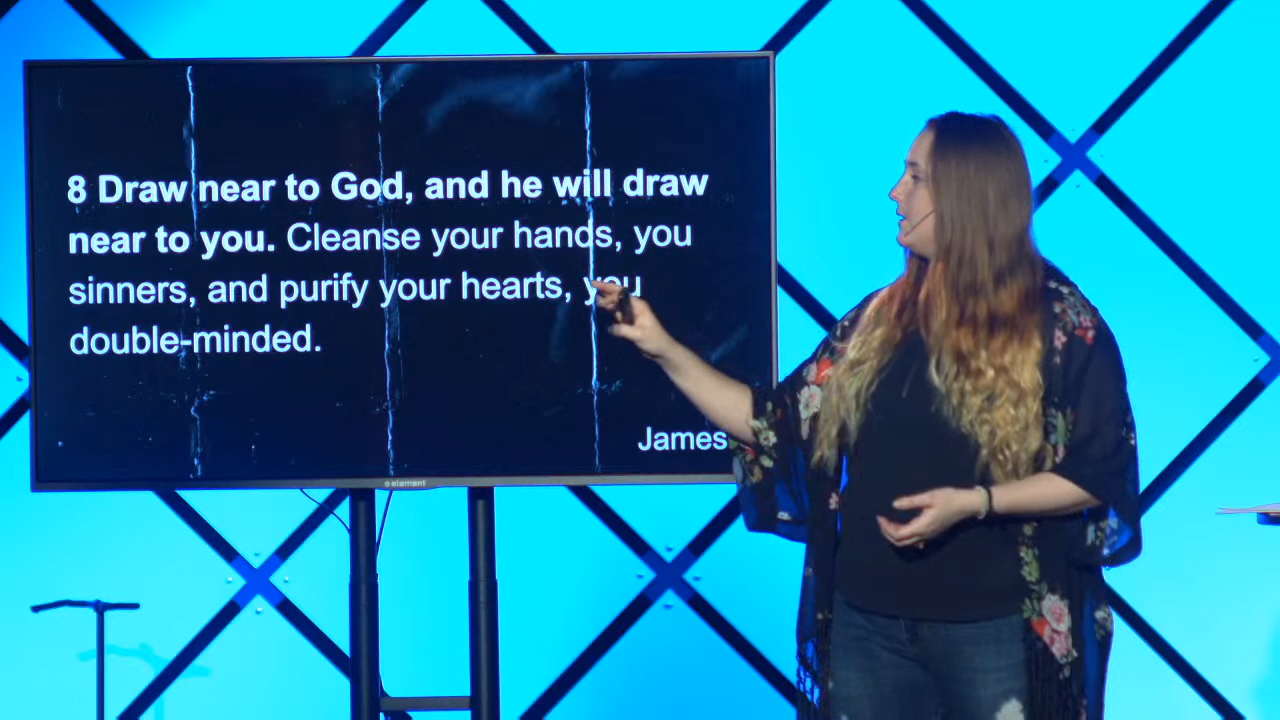 8 Draw near to God, and he will draw
near to you. Cleanse your hands, you
sinners, and purify your hearts, you
double-minded.
James
element